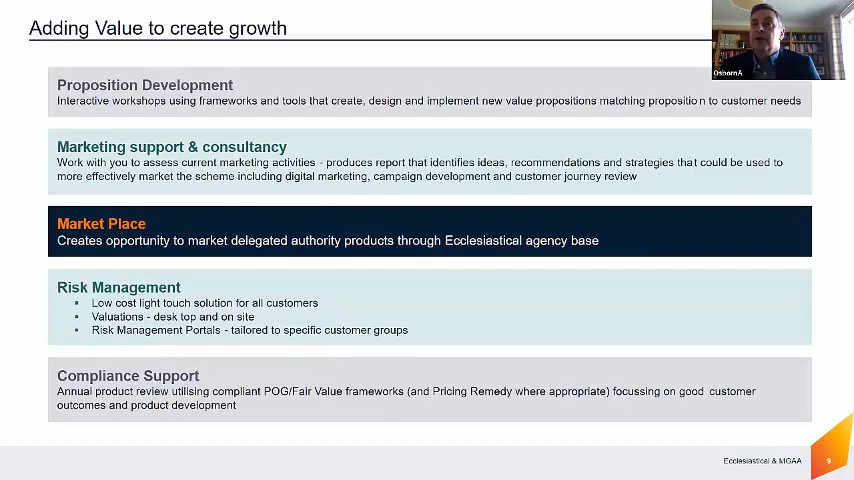 Adding Value to create growth
OsbornA
Proposition Development
Interactive workshops using frameworks and tools that create, design and implement new value propositions matching proposition to customer needs
Marketing support & consultancy
Work with you to assess current marketing activities - produces report that identifies ideas, recommendations and strategies that could be used to
more effectively market the scheme including digital marketing, campaign development and customer journey review
Market Place
Creates opportunity to market delegated authority products through Ecclesiastical agency base
Risk Management
▪ Low cost light touch solution for all customers
▪ Valuations - desk top and on site
▪ Risk Management Portals - tailored to specific customer groups
Compliance Support
Annual product review utilising compliant POG/Fair Value frameworks (and Pricing Remedy where appropriate) focussing on good customer
outcomes and product development
Ecclesiastical & MGAA
9